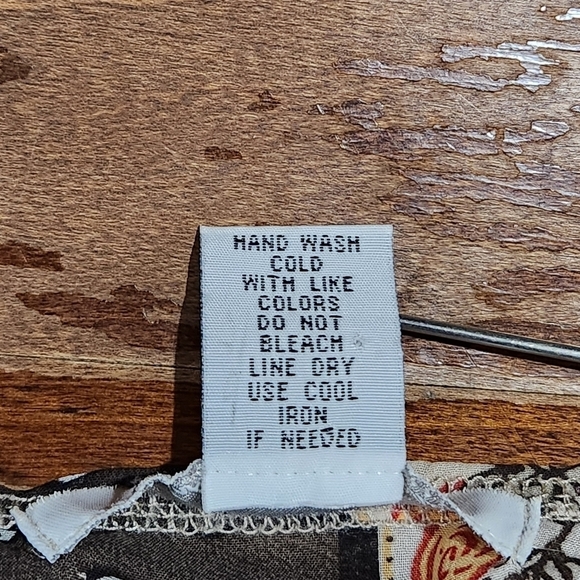 HAND WASH
COLD
WITH LIKE
COLORS
DO NOT
BLEACH
LINE DRY
USE COOL
IRON
IF NEEDED